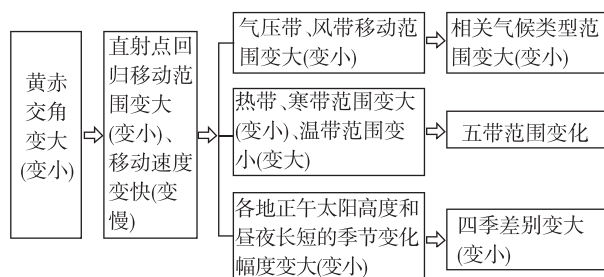 黄赤
交角
变大
(变小)
直射点回
归移动范
围变大
(变小)、
移动速度
变快(变
慢)
气压带、风带移动范
围变大(变小)
相关气候类型范
围变大(变小)
热带、寒带范围变大
(变小)、温带范围变
小(变大)
五带范围变化
各地正午太阳高度和
昼夜长短的季节变化
幅度变大(变小)
四季差别变大
(变小)